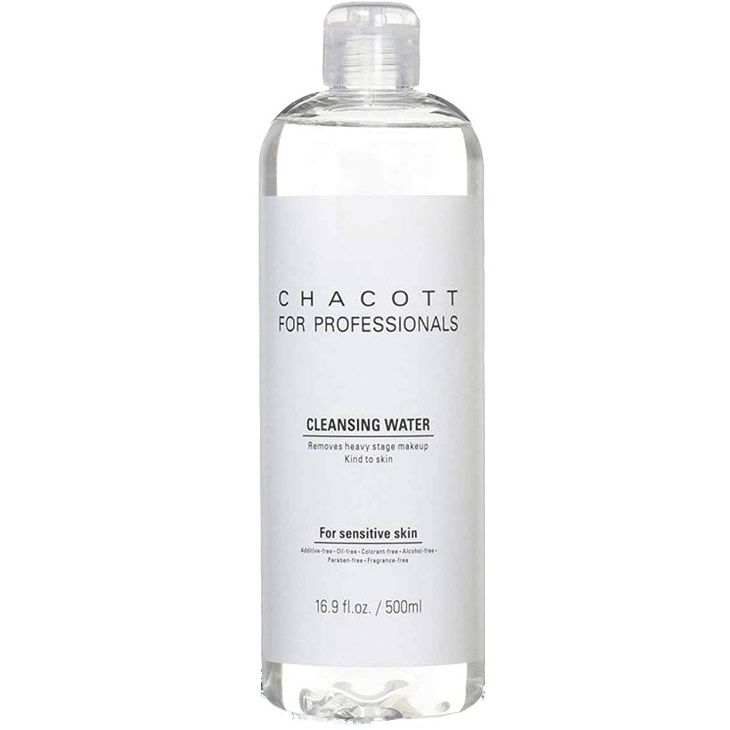 CHACOTT
FOR PROFESSIONALS
CLEANSING WATER
Removes heavy stage makeup
Kind to skin
For sensitive skin
Additive-free・Oil-free・Colorant-free・Alcohol-free・
Paraben-free・Fragrance-free
16.9 fl.oz. / 500ml